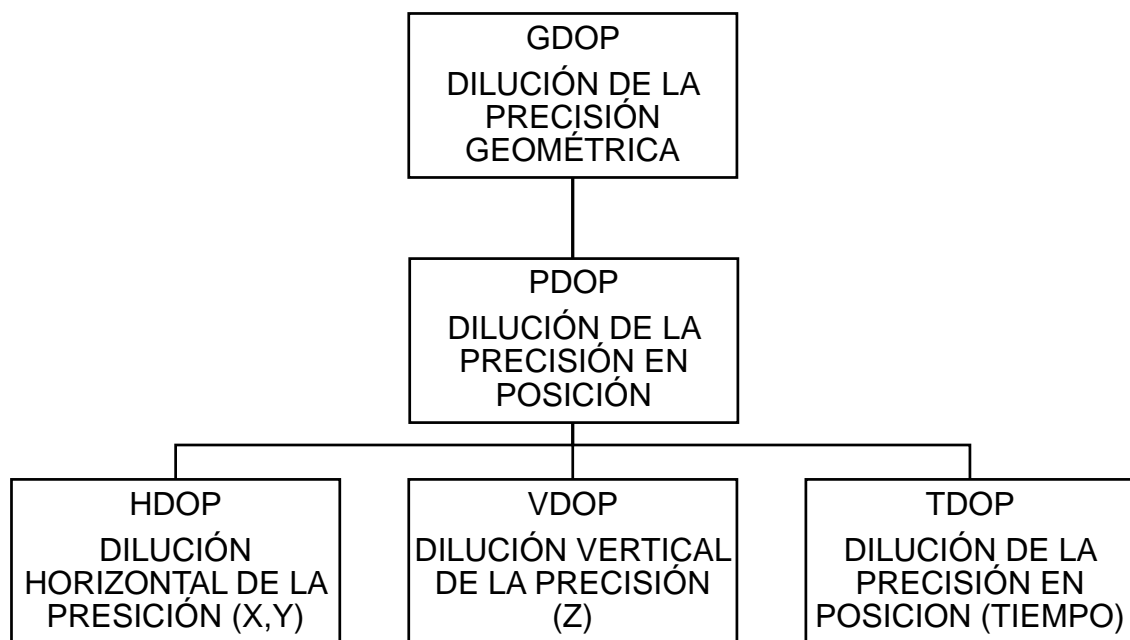 GDOP
DILUCIÓN DE LA
PRECISIÓN
GEOMÉTRICA
PDOP
DILUCIÓN DE LA
PRECISIÓN EN
POSICIÓN
HDOP
DILUCIÓN
HORIZONTAL DE LA
PRESICIÓN (X,Y)
VDOP
DILUCIÓN VERTICAL
DE LA PRECISIÓN
(Z)
TDOP
DILUCIÓN DE LA
PRECISIÓN EN
POSICION (TIEMPO)